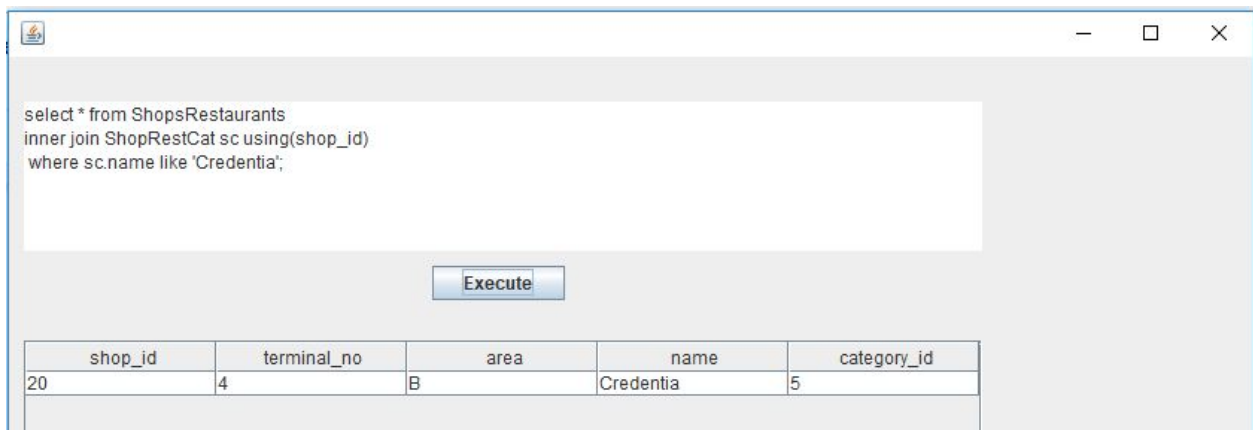 select * from ShopsRestaurants
inner join ShopRestCat sc using(shop_id)
where sc.name like 'Credentia';
Execute
shop_id terminal_no area name category_id
20 4 B Credentia 5